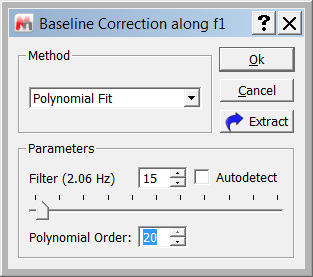 Baseline Correction along f1
Method
Ok
Polynomial Fit
Cancel
Extract
Parameters
Filter (2.06 Hz) 15 Autodetect
Polynomial Order: 20